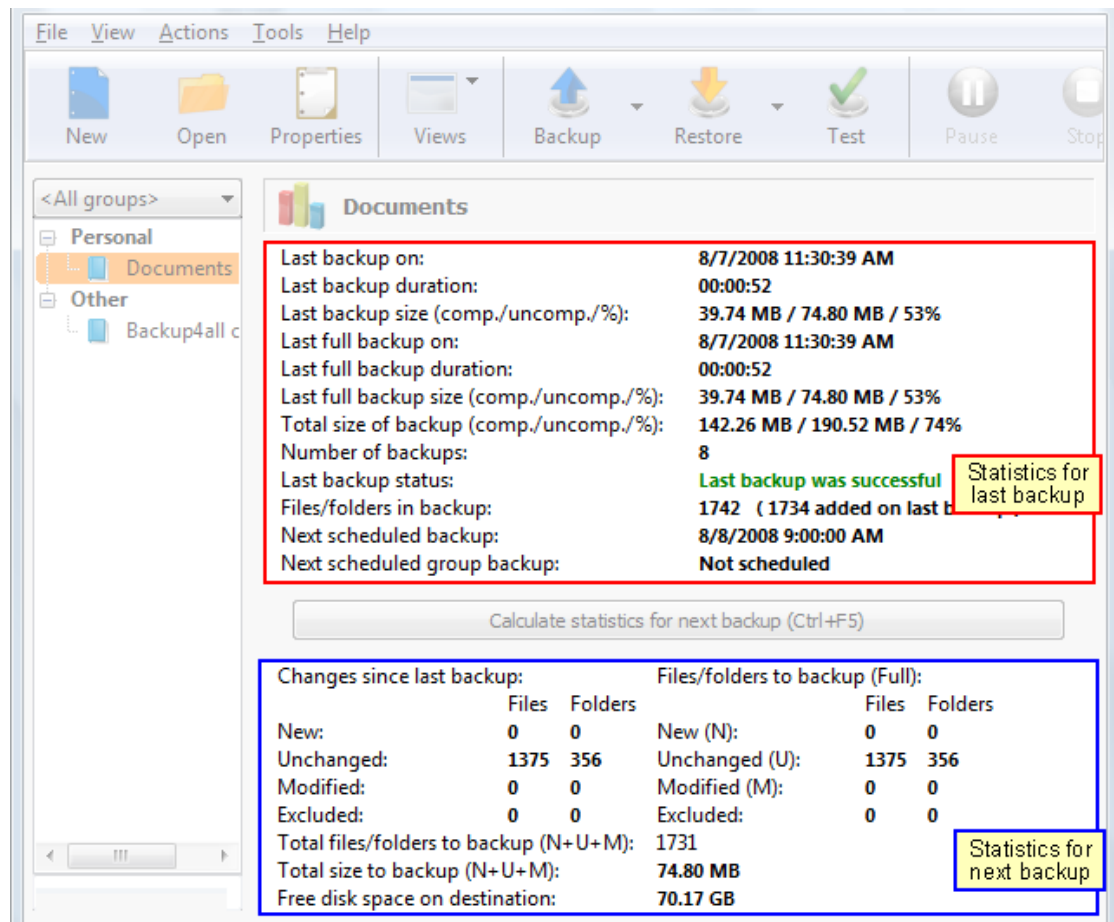 File View Actions Tools Help
New Open Properties Views Backup Restore Test Pause Stop
<All groups>
Personal
Documents
Other
Backup4all c
Documents
Last backup on: 8/7/2008 11:30:39 AM
Last backup duration: 00:00:52
Last backup size (comp./uncomp./%): 39.74 MB / 74.80 MB / 53%
Last full backup on: 8/7/2008 11:30:39 AM
Last full backup duration: 00:00:52
Last full backup size (comp./uncomp./%): 39.74 MB / 74.80 MB / 53%
Total size of backup (comp./uncomp./%): 142.26 MB / 190.52 MB / 74%
Number of backups: 8
Last backup status: Last backup was successful
Files/folders in backup: 1742 ( 1734 added on last
Next scheduled backup: 8/8/2008 9:00:00 AM
Next scheduled group backup: Not scheduled
Statistics for
last backup
Calculate statistics for next backup (Ctrl+F5)
Changes since last backup: Files/folders to backup (Full):
Files Folders Files Folders
New: 0 0 New (N): 0 0
Unchanged: 1375 356 Unchanged (U): 1375 356
Modified: 0 0 Modified (M): 0 0
Excluded: 0 0 Excluded: 0 0
Total files/folders to backup (N+U+M): 1731
Total size to backup (N+U+M): 74.80 MB
Free disk space on destination: 70.17 GB
Statistics for
next backup